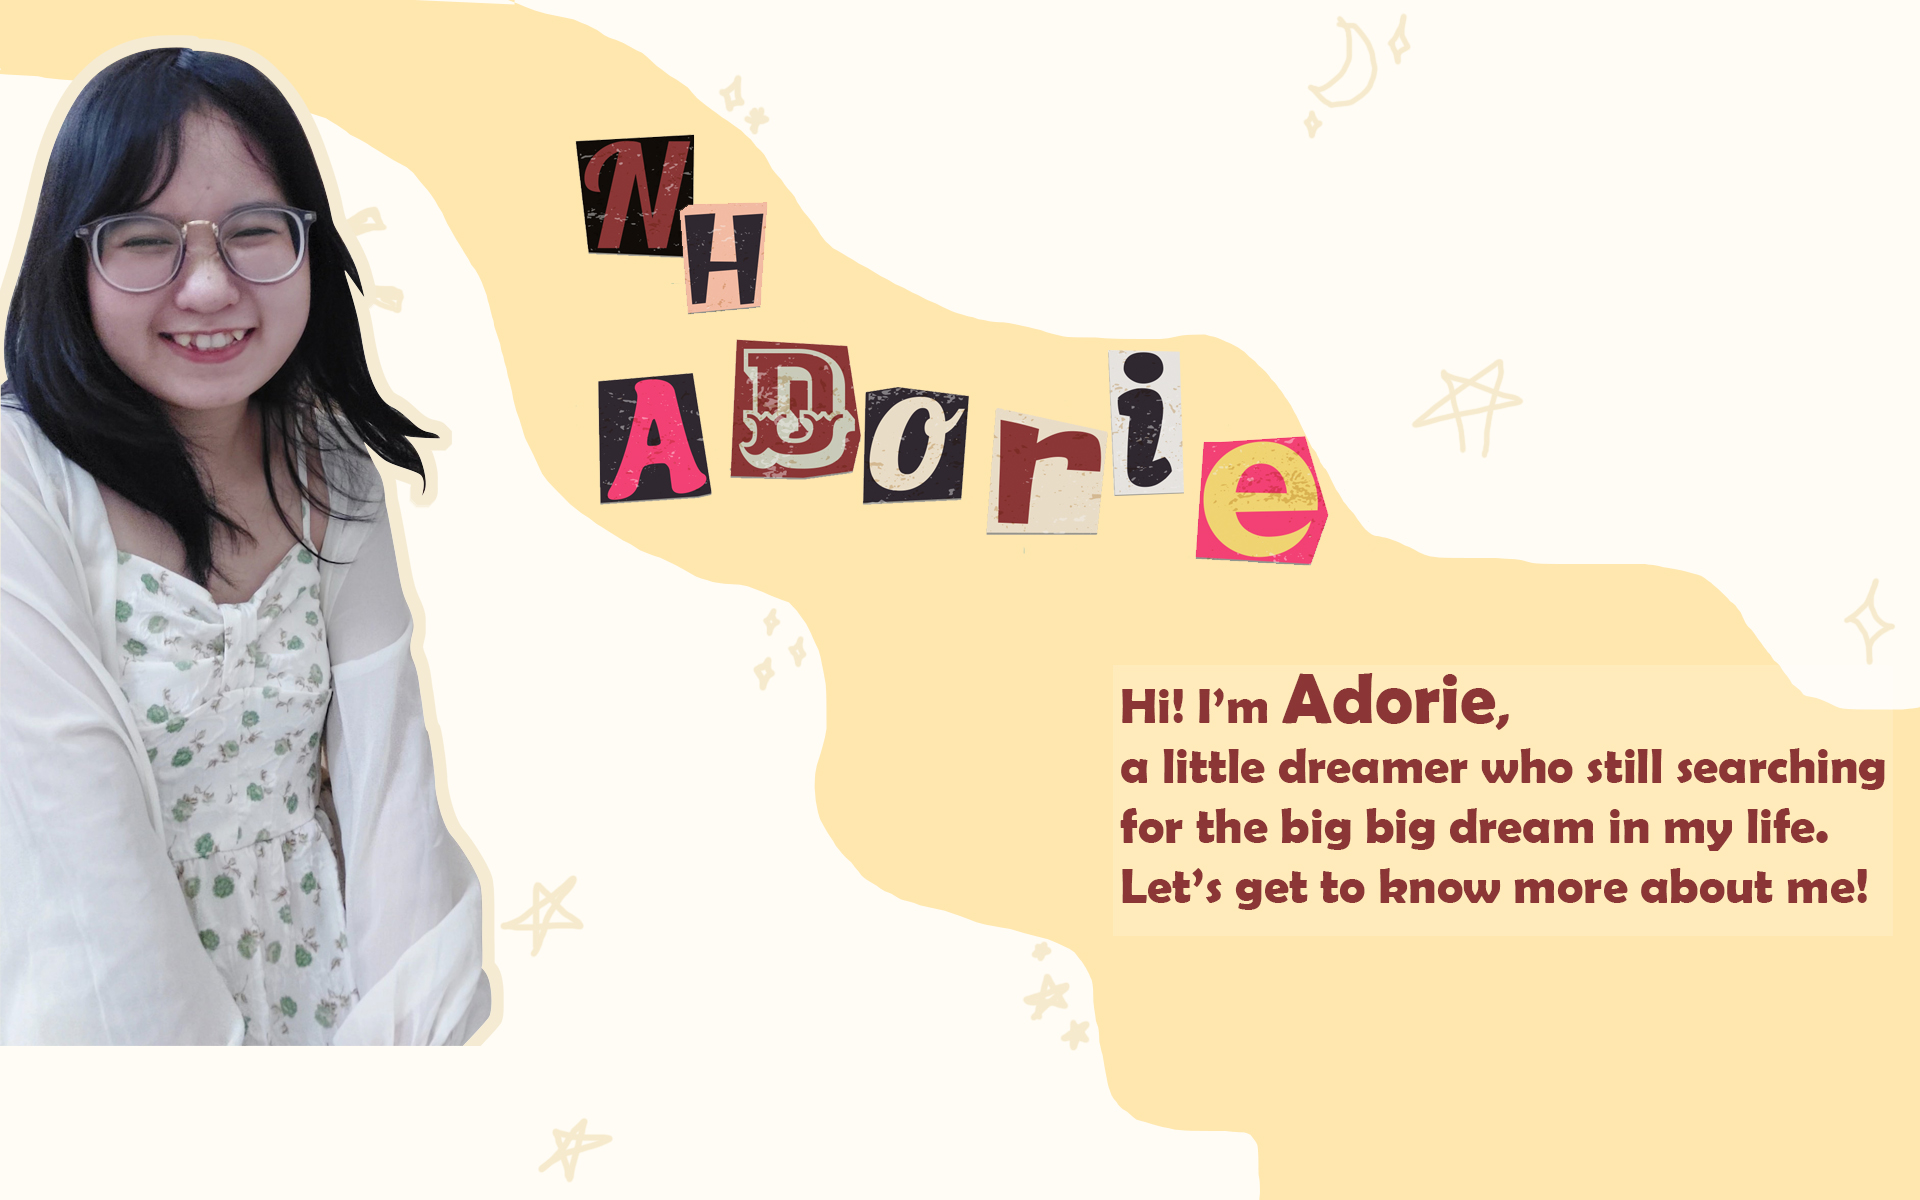 NH
ADorie
Hi! I'm Adorie,
a little dreamer who still searching
for the big big dream in my life.
Let's get to know more about me!